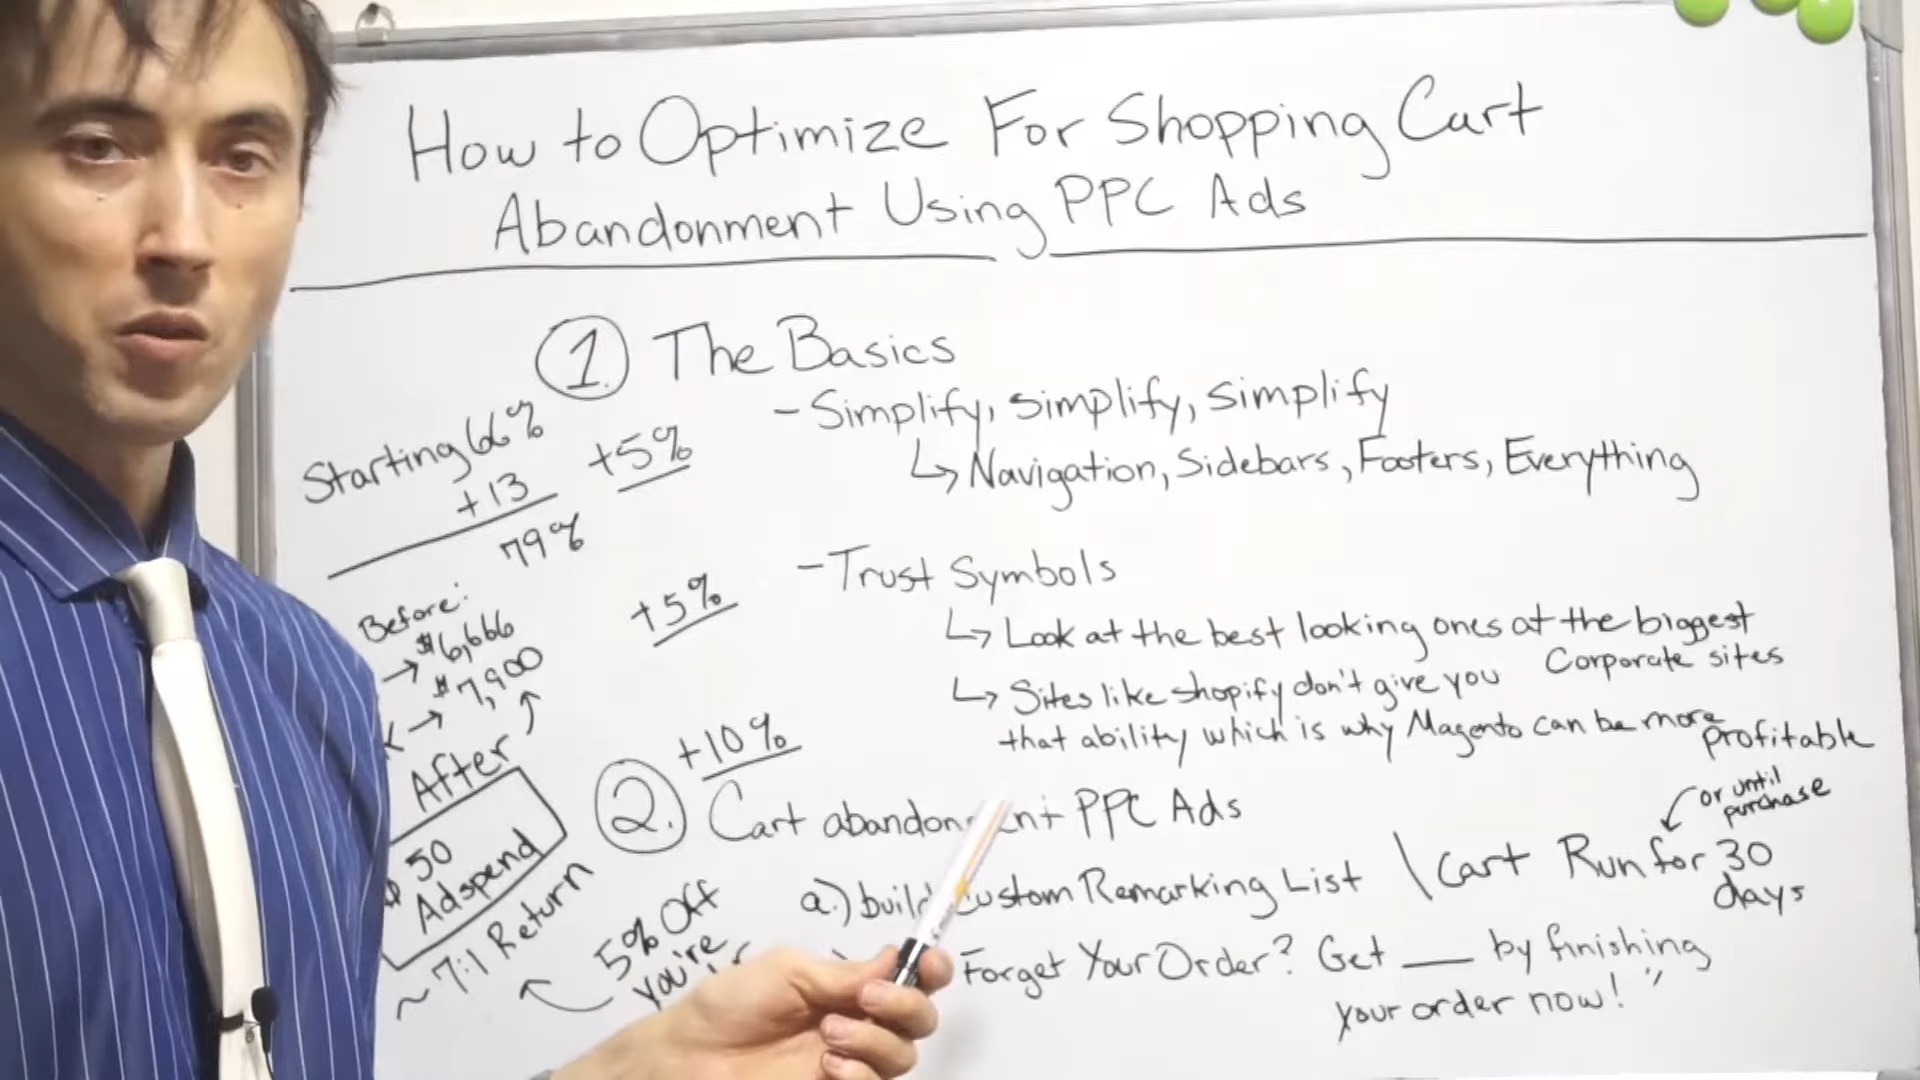 How to Optimize For Shopping Cart
Abandonment Using PPC Ads
1. The Basics
- Simplify, simplify, simplify
↳ Navigation, Sidebars, Footers, Everything
+5%
Starting 66%
+13
79%
- Trust Symbols
↳ Look at the best looking ones at the biggest
Corporate sites
↳ Sites like shopify don't give you
that ability which is why Magento can be more
profitable
+5%
Before:
→ $6,666
→ $7,900
After
$50
Adspend
~ 7:1 Return
+10%
2. Cart abandon nt PPC Ads
or until
purchase
a.) build Custom Remarking List \ Cart Run for 30
days
Forget Your Order? Get ___ by finishing
your order now!"
5% Off
you're